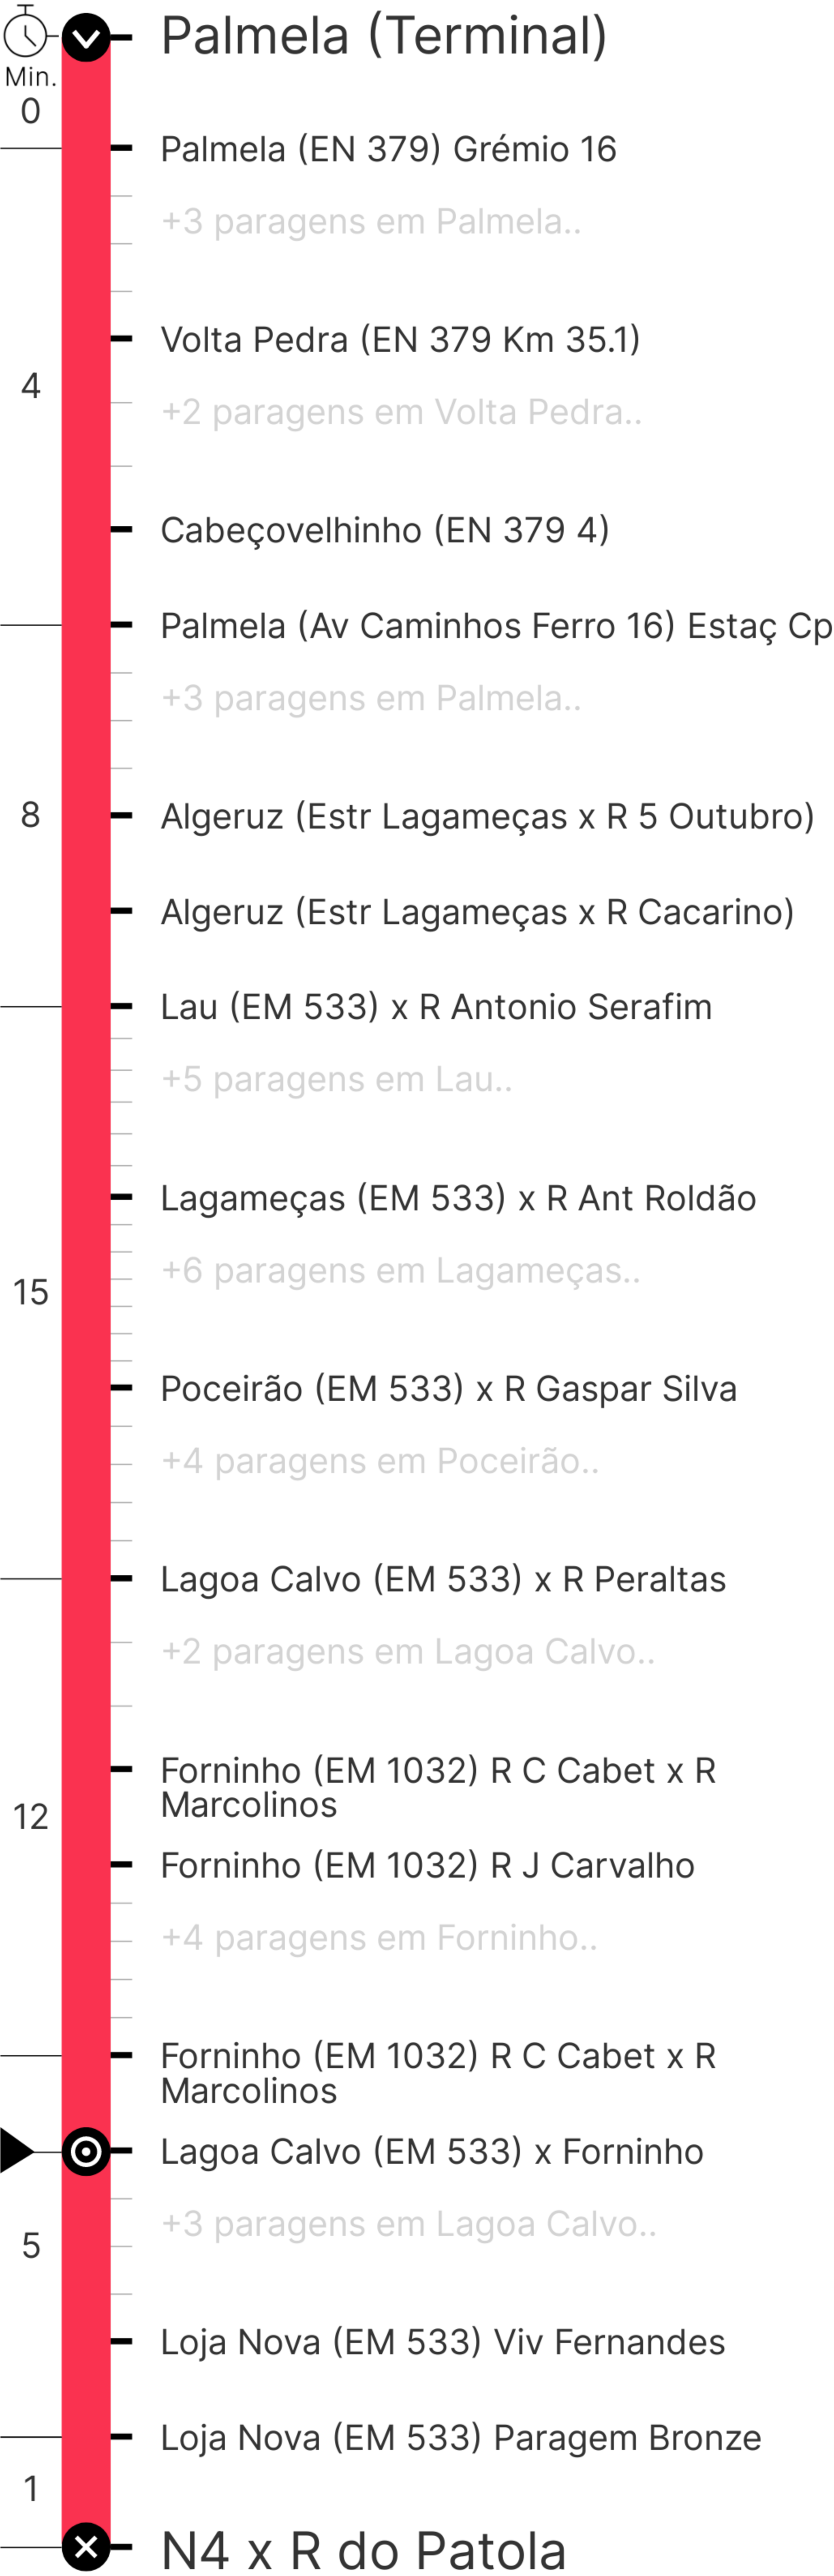 Palmela (Terminal)
Min.
0
Palmela (EN 379) Grémio 16
+3 paragens em Palmela..
Volta Pedra (EN 379 Km 35.1)
4
+2 paragens em Volta Pedra..
Cabeçovelhinho (EN 379 4)
Palmela (Av Caminhos Ferro 16) Estaç Cp
+3 paragens em Palmela..
8
Algeruz (Estr Lagameças x R 5 Outubro)
Algeruz (Estr Lagameças x R Cacarino)
Lau (EM 533) x R Antonio Serafim
+5 paragens em Lau..
Lagameças (EM 533) x R Ant Roldão
+6 paragens em Lagameças..
15
Poceirão (EM 533) x R Gaspar Silva
+4 paragens em Poceirão..
Lagoa Calvo (EM 533) x R Peraltas
+2 paragens em Lagoa Calvo..
Forninho (EM 1032) R C Cabet x R
Marcolinos
12
Forninho (EM 1032) R J Carvalho
+4 paragens em Forninho..
Forninho (EM 1032) R C Cabet x R
Marcolinos
Lagoa Calvo (EM 533) x Forninho
+3 paragens em Lagoa Calvo..
5
Loja Nova (EM 533) Viv Fernandes
Loja Nova (EM 533) Paragem Bronze
1
N4 x R do Patola